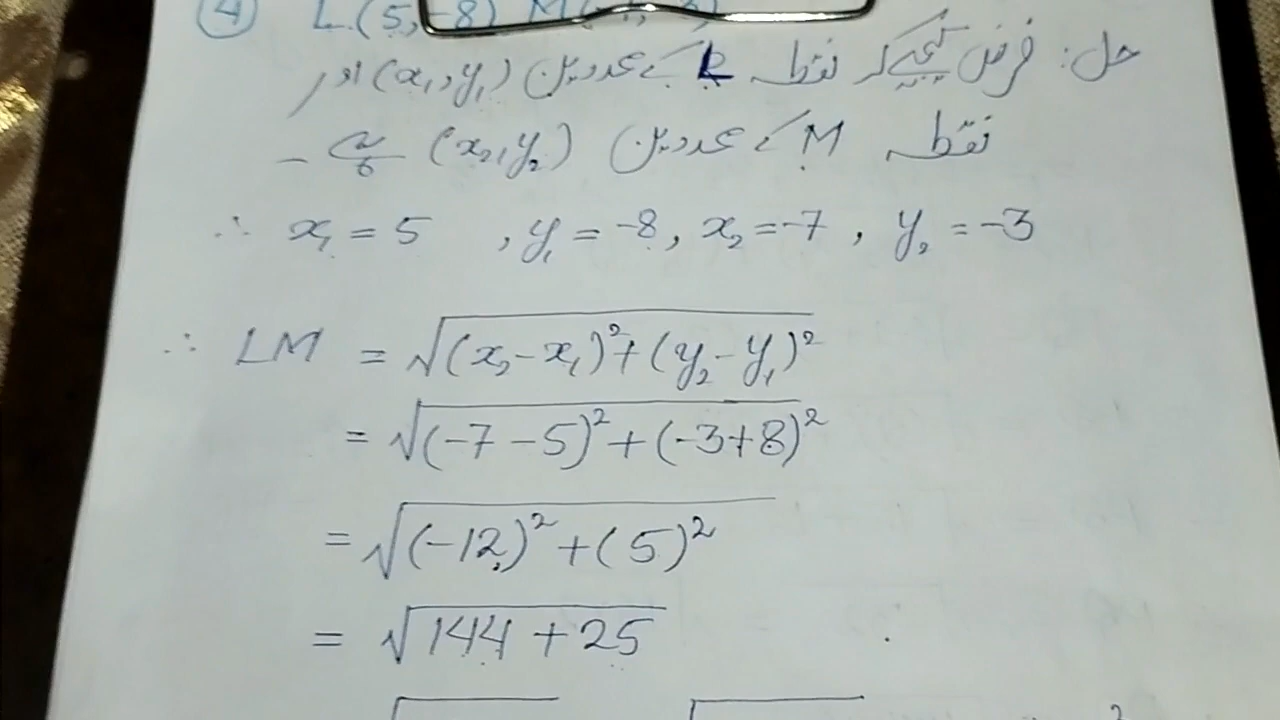 ④ L(5, -8) M
حل: فرض کیجیے کہ نقطہ L کے محددین (x₁, y₁) اور
نقطہ M کے محددین (x₂, y₂) ہے -
∴ x₁ = 5 , y₁ = -8, x₂ = -7 , y₂ = -3
∴ LM = √(x₂ - x₁)² + (y₂ - y₁)²
= √(-7 - 5)² + (-3+8)²
= √(-12)² + (5)²
= √144 + 25